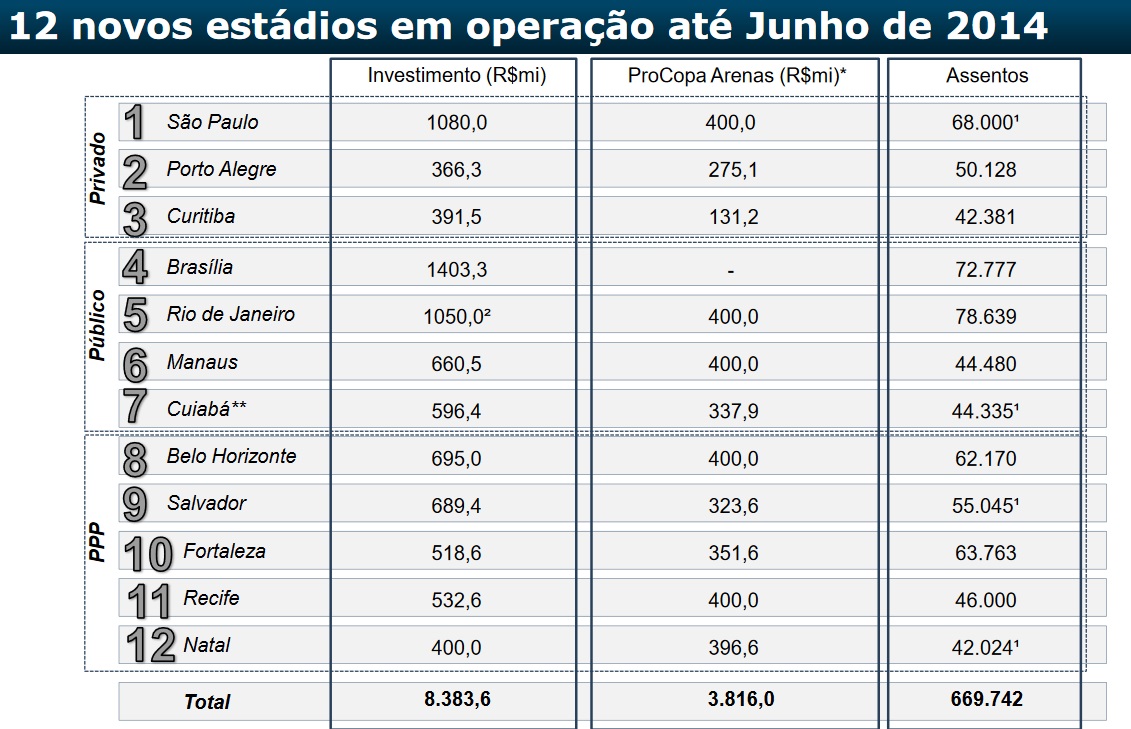 12 novos estádios em operação até Junho de 2014
Investimento (R$mi) ProCopa Arenas (R$mi)* Assentos
Privado
1 São Paulo 1080,0 400,0 68.000¹
2 Porto Alegre 366,3 275,1 50.128
3 Curitiba 391,5 131,2 42.381
Público
4 Brasília 1403,3 - 72.777
5 Rio de Janeiro 1050,0² 400,0 78.639
6 Manaus 660,5 400,0 44.480
7 Cuiabá** 596,4 337,9 44.335¹
PPP
8 Belo Horizonte 695,0 400,0 62.170
9 Salvador 689,4 323,6 55.045¹
10 Fortaleza 518,6 351,6 63.763
11 Recife 532,6 400,0 46.000
12 Natal 400,0 396,6 42.024¹
Total 8.383,6 3.816,0 669.742